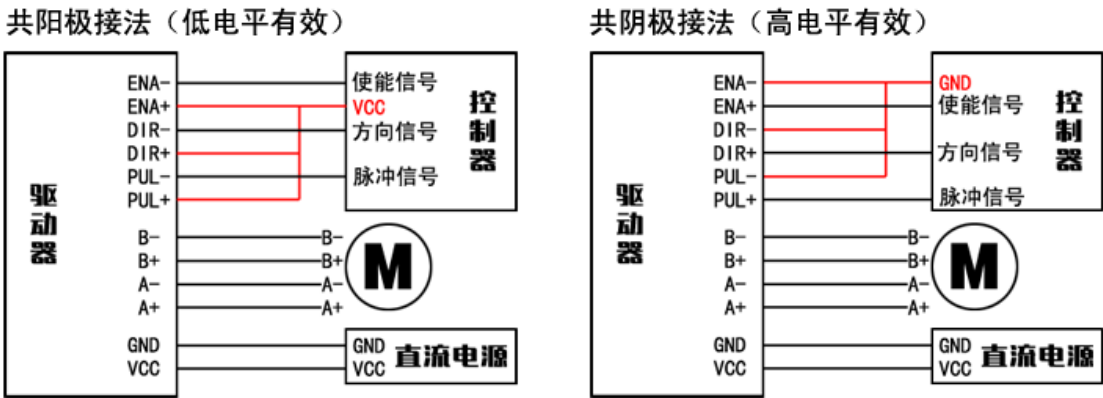 共阳极接法（低电平有效）
ENA-
ENA+
DIR-
DIR+
PUL-
PUL+
B-
B+
A-
A+
GND
VCC
驱动器
使能信号
VCC
方向信号
脉冲信号
控制器
B-
B+
A-
A+
M
GND
VCC
直流电源
共阴极接法（高电平有效）
ENA-
ENA+
DIR-
DIR+
PUL-
PUL+
B-
B+
A-
A+
GND
VCC
驱动器
GND
使能信号
方向信号
脉冲信号
控制器
B-
B+
A-
A+
M
GND
VCC
直流电源